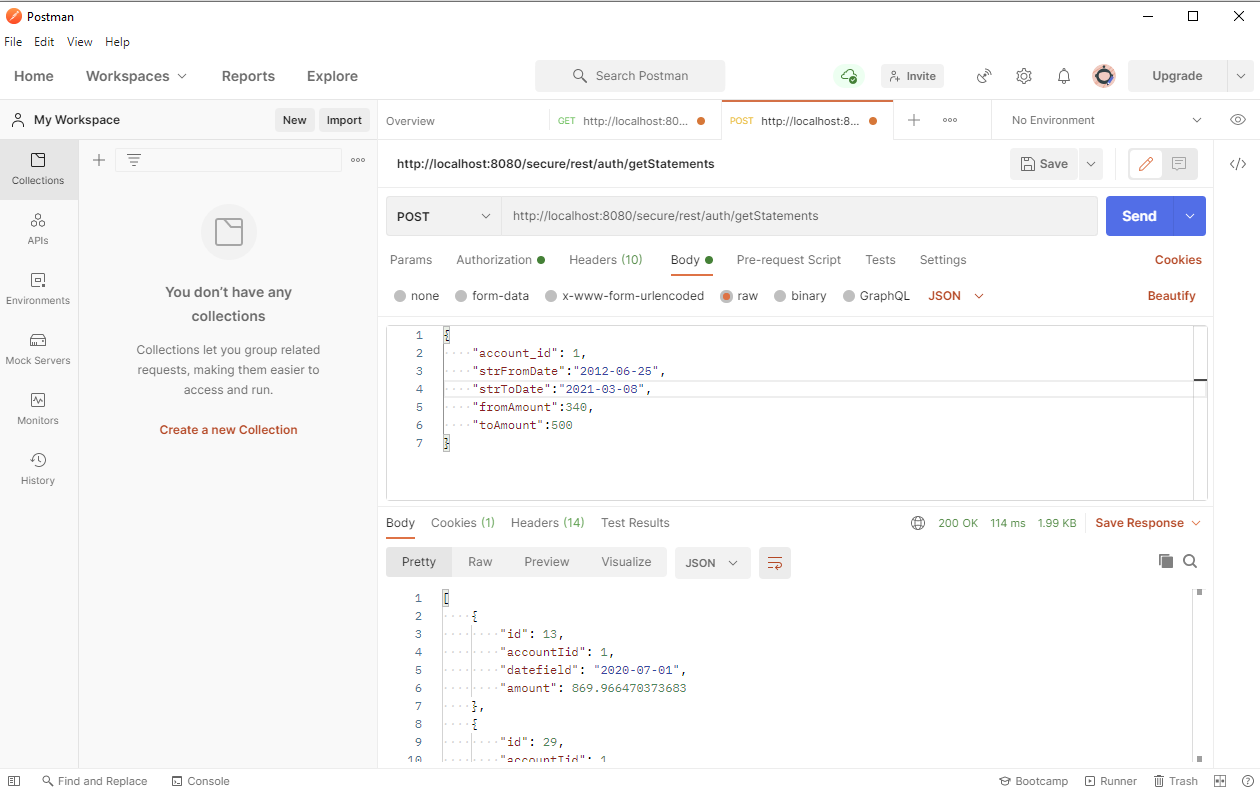 Postman
File Edit View Help
Home Workspaces Reports Explore Search Postman Invite Upgrade
My Workspace New Import
Overview GET http://localhost:80... POST http://localhost:8... No Environment
Collections
APIs
Environments
Mock Servers
Monitors
History
You don't have any
collections
Collections let you group related
requests, making them easier to
access and run.
Create a new Collection
http://localhost:8080/secure/rest/auth/getStatements Save
POST http://localhost:8080/secure/rest/auth/getStatements Send
Params Authorization Headers (10) Body Pre-request Script Tests Settings Cookies
none form-data x-www-form-urlencoded raw binary GraphQL JSON Beautify
1 {
2 "account_id": 1,
3 "strFromDate":"2012-06-25",
4 "strToDate":"2021-03-08",
5 "fromAmount":340,
6 "toAmount":500
7 }
Body Cookies (1) Headers (14) Test Results 200 OK 114 ms 1.99 KB Save Response
Pretty Raw Preview Visualize JSON
1 [
2 {
3 "id": 13,
4 "accountIid": 1,
5 "datefield": "2020-07-01",
6 "amount": 869.966470373683
7 },
8 {
9 "id": 29,
10 "accountIid": 1
Find and Replace Console Bootcamp Runner Trash